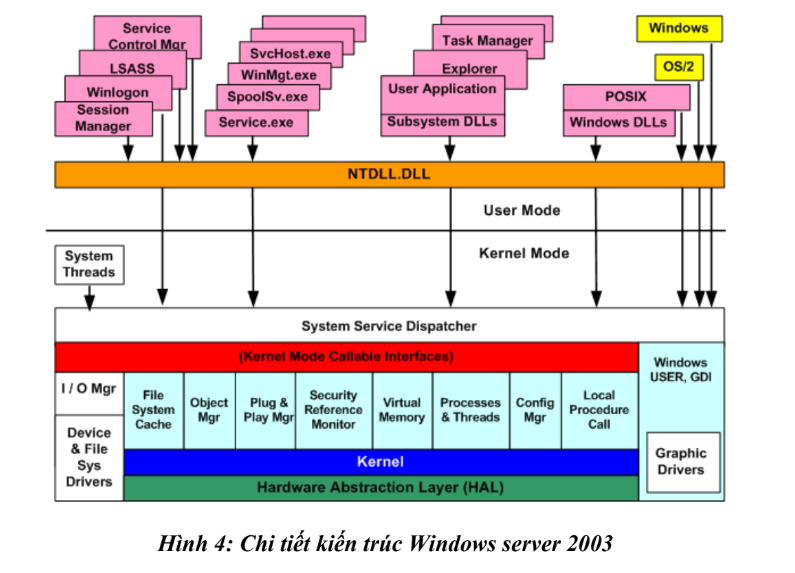 Service
Control Mgr
LSASS
Winlogon
Session
Manager
SvcHost.exe
WinMgt.exe
SpoolSv.exe
Service.exe
Task Manager
Explorer
User Application
Subsystem DLLs
POSIX
Windows DLLs
Windows
OS/2
NTDLL.DLL
User Mode
Kernel Mode
System
Threads
System Service Dispatcher
(Kernel Mode Callable Interfaces)
I / O Mgr
Device
& File
Sys
Drivers
File
System
Cache
Object
Mgr
Plug &
Play Mgr
Security
Reference
Monitor
Virtual
Memory
Processes
& Threads
Config
Mgr
Local
Procedure
Call
Windows
USER, GDI
Graphic
Drivers
Kernel
Hardware Abstraction Layer (HAL)
Hình 4: Chi tiết kiến trúc Windows server 2003